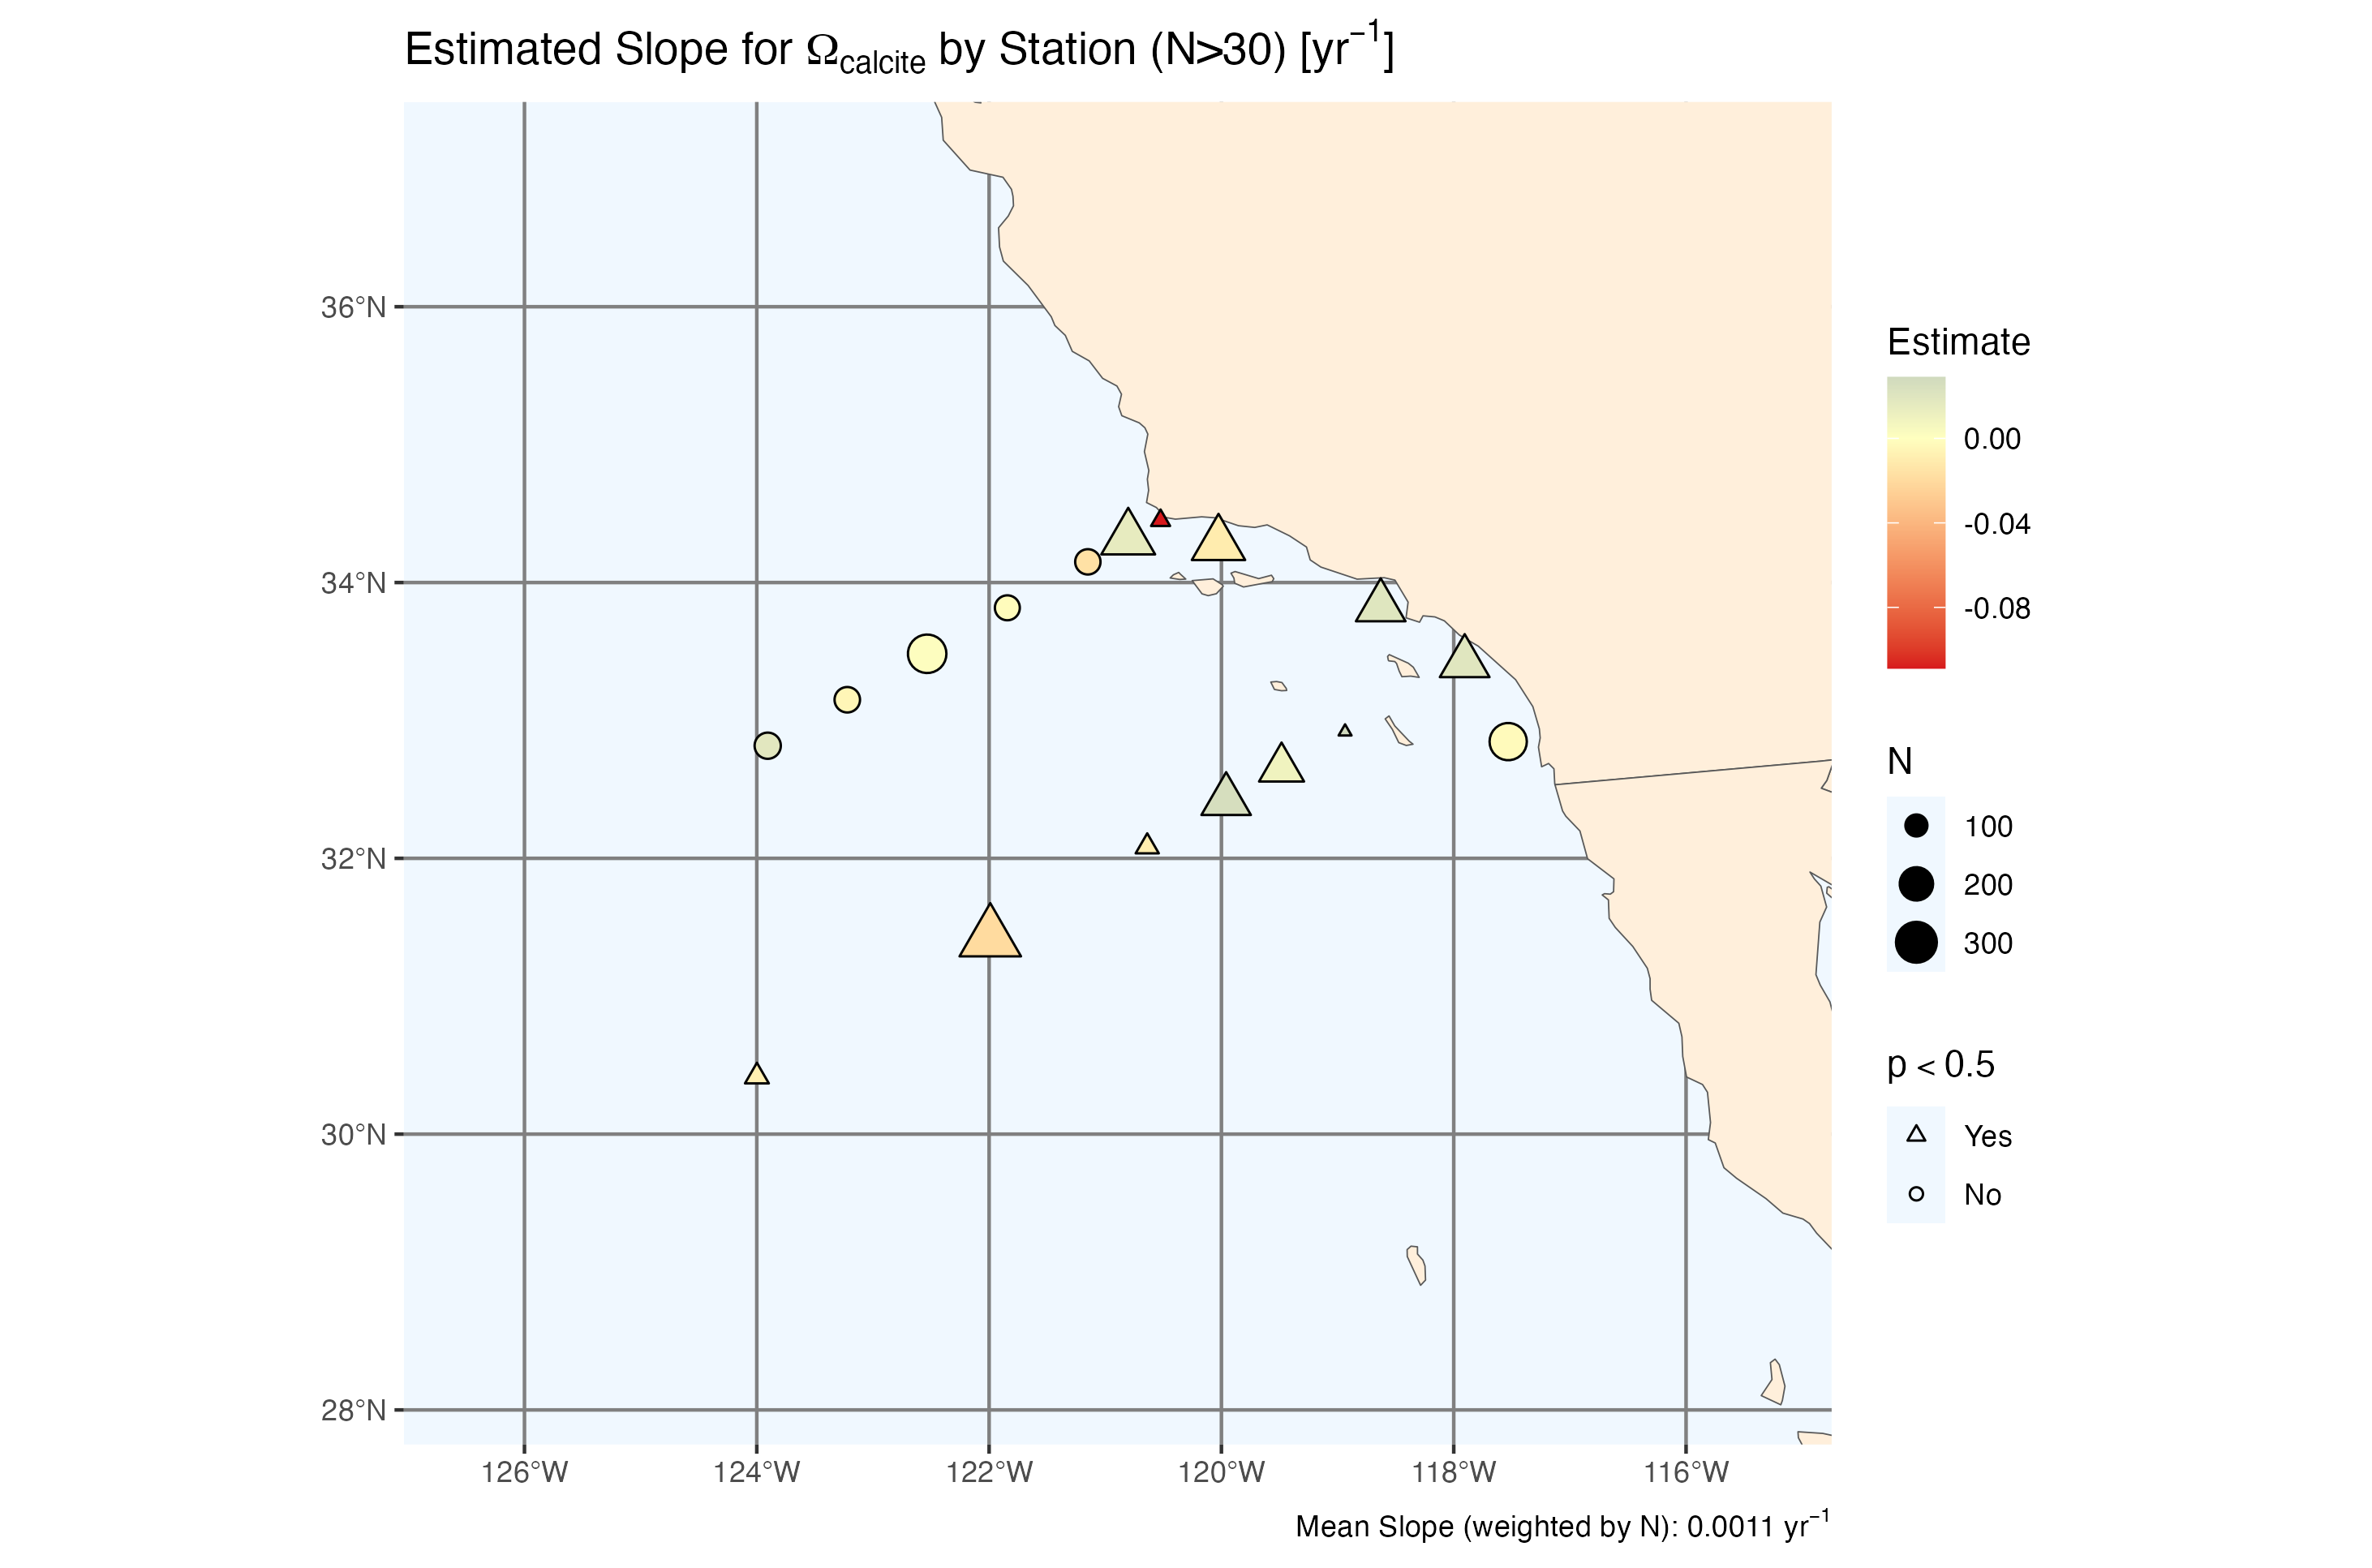 Estimated Slope for Ωcalcite by Station (N>30) [yr−1]
36°N
34°N
32°N
30°N
28°N
126°W 124°W 122°W 120°W 118°W 116°W
Estimate
0.00
-0.04
-0.08
N
100
200
300
p < 0.5
Yes
No
Mean Slope (weighted by N): 0.0011 yr−1